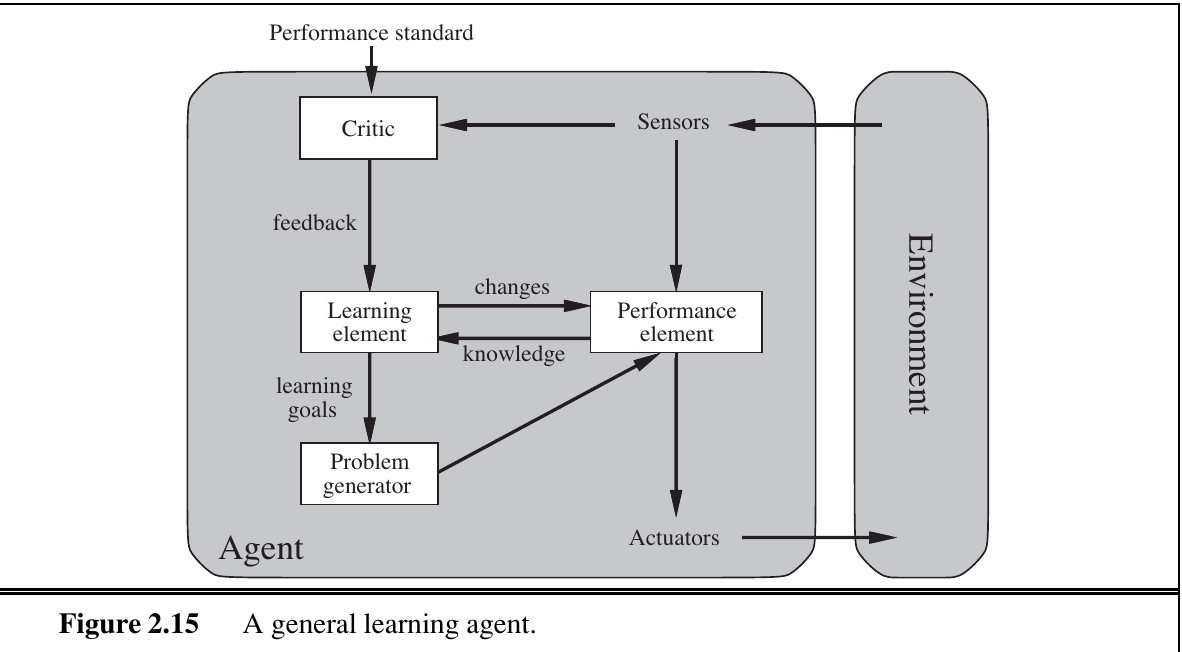 Performance standard
Critic
Sensors
feedback
changes
Learning
element
Performance
element
knowledge
Environment
learning
goals
Problem
generator
Agent
Actuators
Figure 2.15 A general learning agent.